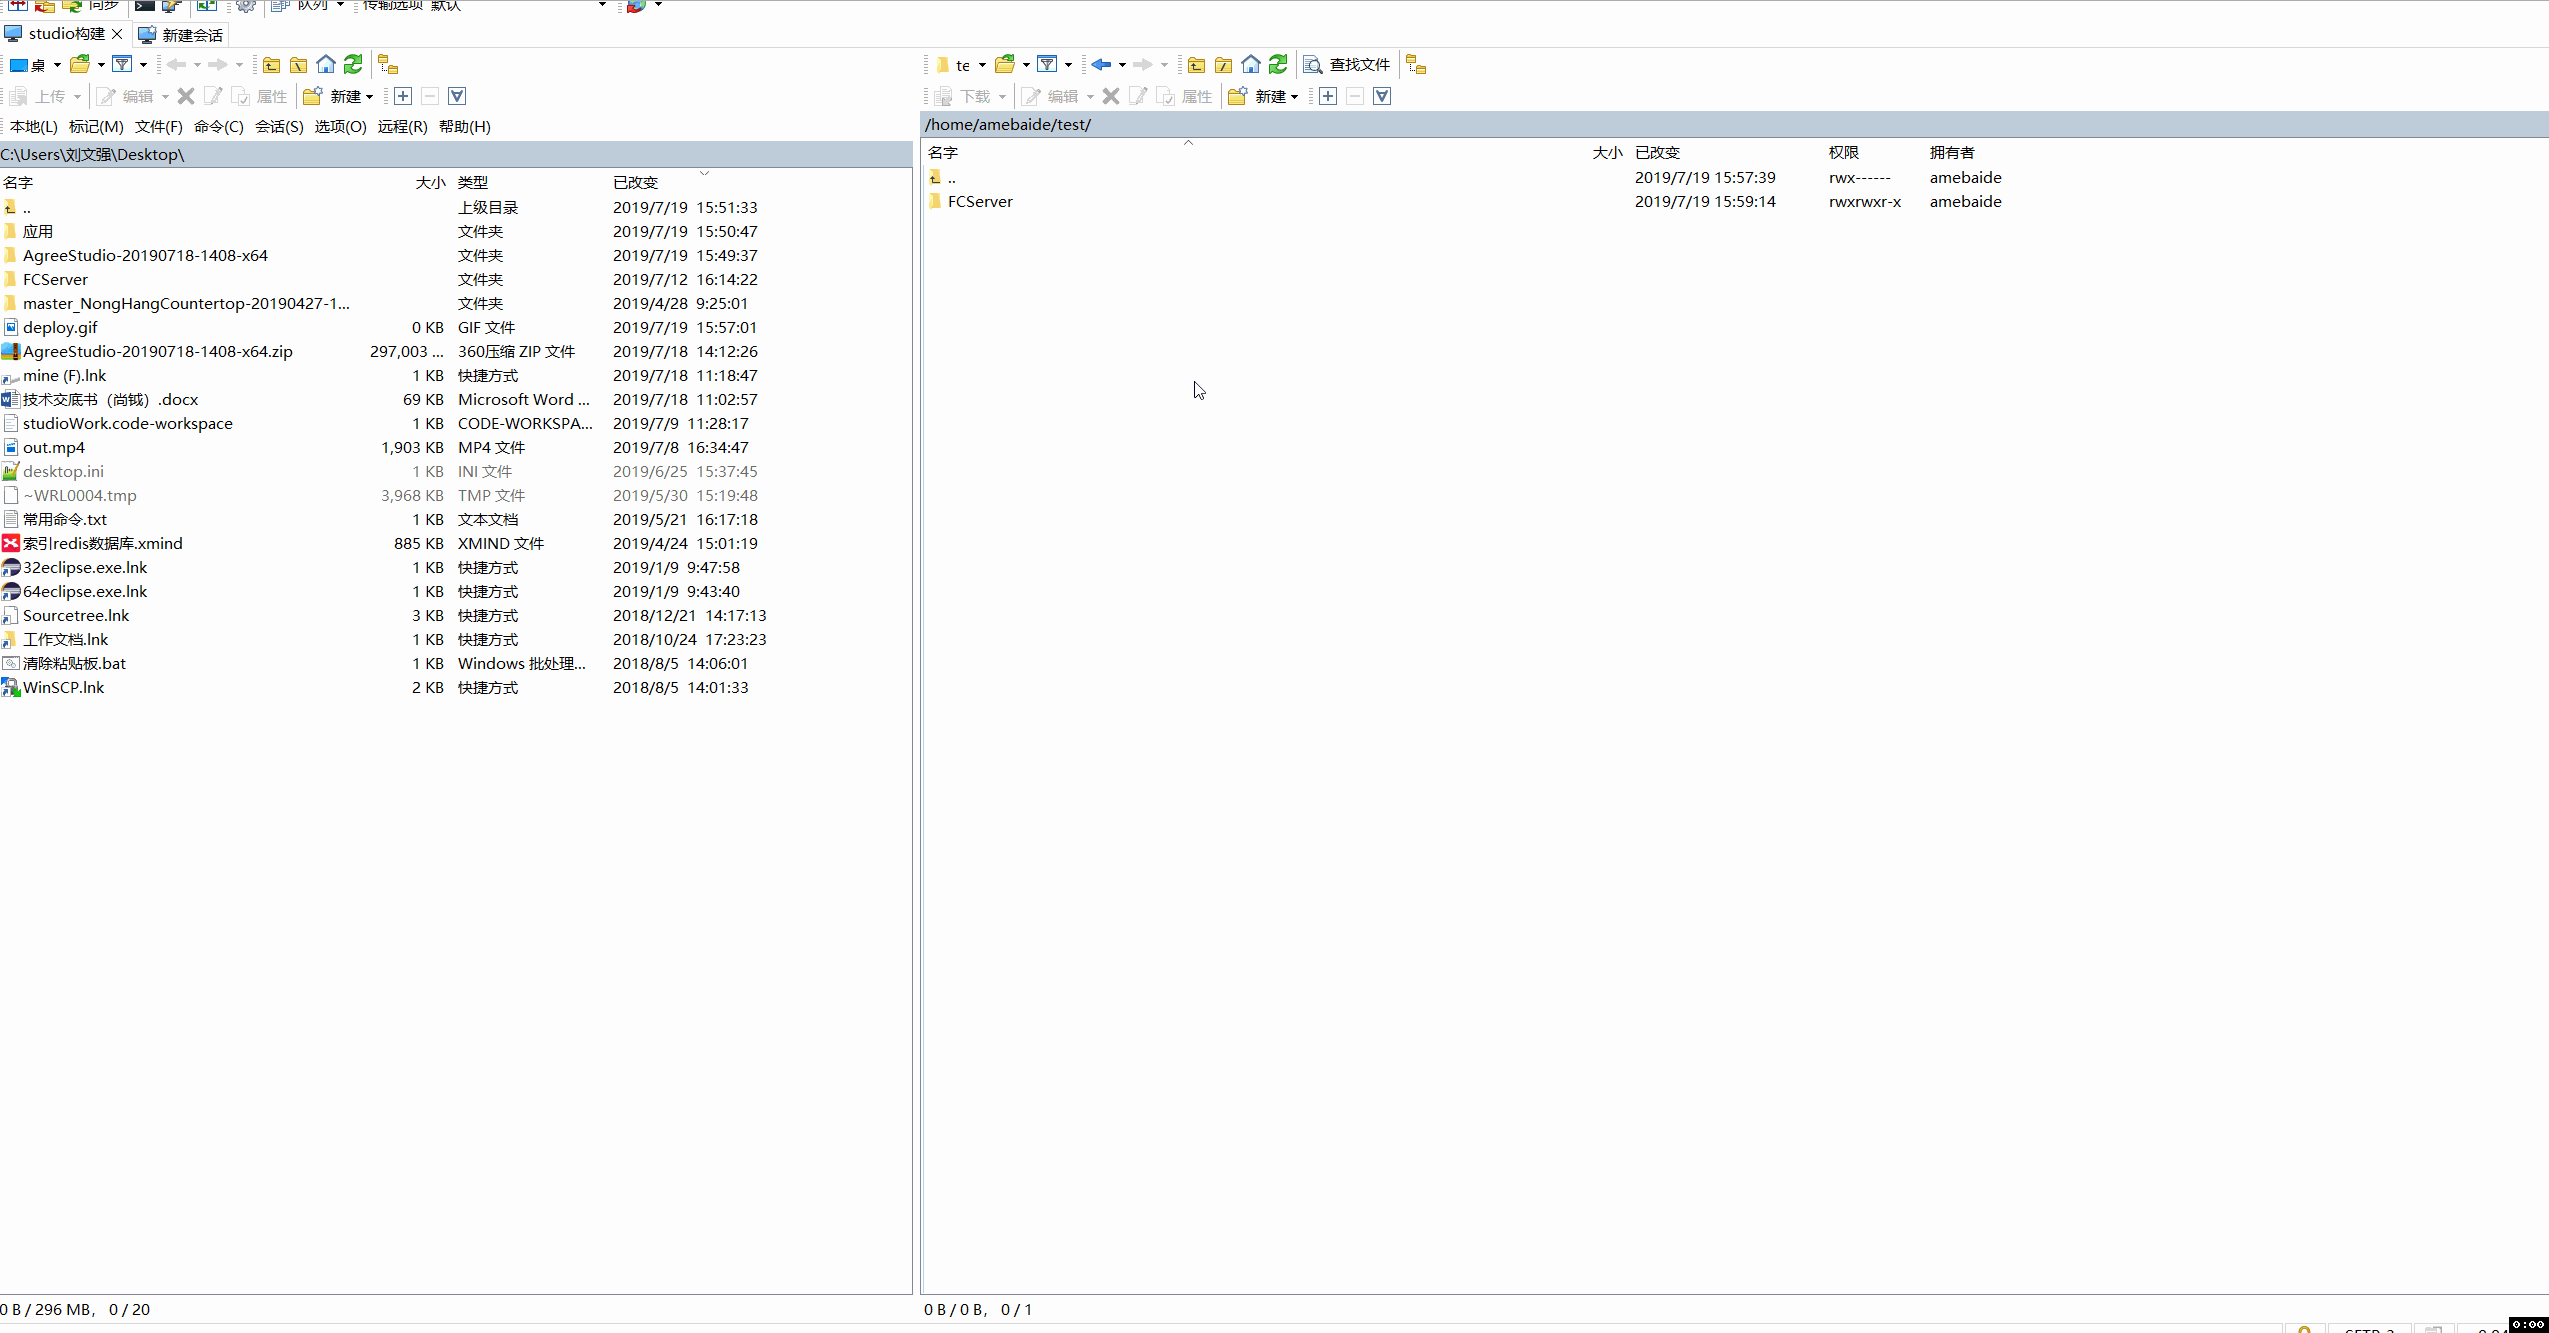 同步 队列 传输选项 默认
studio构建 新建会话
桌
上传 编辑 属性 新建
本地(L) 标记(M) 文件(F) 命令(C) 会话(S) 选项(O) 远程(R) 帮助(H)
C:\Users\刘文强\Desktop\
名字 大小 类型 已改变
.. 上级目录 2019/7/19 15:51:33
应用 文件夹 2019/7/19 15:50:47
AgreeStudio-20190718-1408-x64 文件夹 2019/7/19 15:49:37
FCServer 文件夹 2019/7/12 16:14:22
master_NongHangCountertop-20190427-1... 文件夹 2019/4/28 9:25:01
deploy.gif 0 KB GIF 文件 2019/7/19 15:57:01
AgreeStudio-20190718-1408-x64.zip 297,003 ... 360压缩 ZIP 文件 2019/7/18 14:12:26
mine (F).lnk 1 KB 快捷方式 2019/7/18 11:18:47
技术交底书（尚钺）.docx 69 KB Microsoft Word ... 2019/7/18 11:02:57
studioWork.code-workspace 1 KB CODE-WORKSPA... 2019/7/9 11:28:17
out.mp4 1,903 KB MP4 文件 2019/7/8 16:34:47
desktop.ini 1 KB INI 文件 2019/6/25 15:37:45
~WRL0004.tmp 3,968 KB TMP 文件 2019/5/30 15:19:48
常用命令.txt 1 KB 文本文档 2019/5/21 16:17:18
索引redis数据库.xmind 885 KB XMIND 文件 2019/4/24 15:01:19
32eclipse.exe.lnk 1 KB 快捷方式 2019/1/9 9:47:58
64eclipse.exe.lnk 1 KB 快捷方式 2019/1/9 9:43:40
Sourcetree.lnk 3 KB 快捷方式 2018/12/21 14:17:13
工作文档.lnk 1 KB 快捷方式 2018/10/24 17:23:23
清除粘贴板.bat 1 KB Windows 批处理... 2018/8/5 14:06:01
WinSCP.lnk 2 KB 快捷方式 2018/8/5 14:01:33
0 B / 296 MB， 0 / 20
te 查找文件
下载 编辑 属性 新建
/home/amebaide/test/
名字 大小 已改变 权限 拥有者
.. 2019/7/19 15:57:39 rwx------ amebaide
FCServer 2019/7/19 15:59:14 rwxrwxr-x amebaide
0 B / 0 B， 0 / 1
0:00